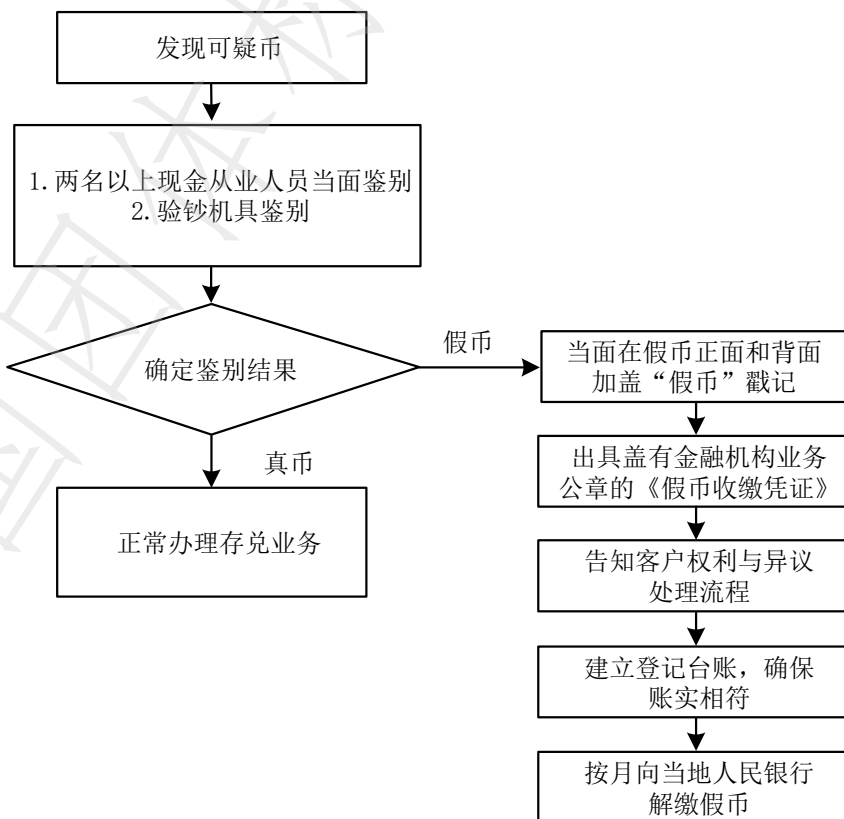 发现可疑币
1.两名以上现金从业人员当面鉴别
2.验钞机具鉴别
确定鉴别结果
假币
真币
正常办理存兑业务
当面在假币正面和背面
加盖“假币”戳记
出具盖有金融机构业务
公章的《假币收缴凭证》
告知客户权利与异议
处理流程
建立登记台账，确保
账实相符
按月向当地人民银行
解缴假币